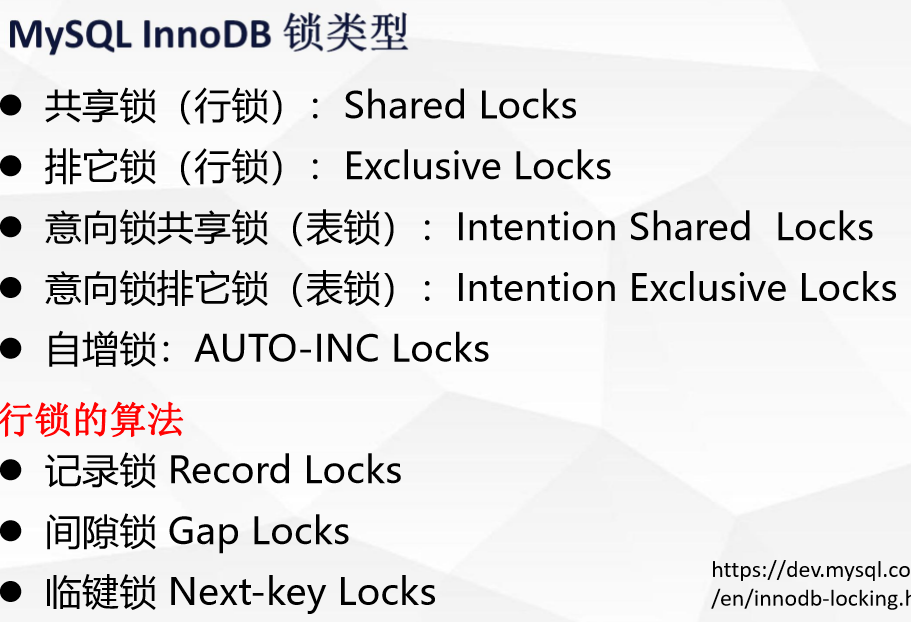 MySQL InnoDB 锁类型
● 共享锁（行锁）：Shared Locks
● 排它锁（行锁）：Exclusive Locks
● 意向锁共享锁（表锁）：Intention Shared Locks
● 意向锁排它锁（表锁）：Intention Exclusive Locks
● 自增锁：AUTO-INC Locks
行锁的算法
● 记录锁 Record Locks
● 间隙锁 Gap Locks
● 临键锁 Next-key Locks
https://dev.mysql.co
/en/innodb-locking.h